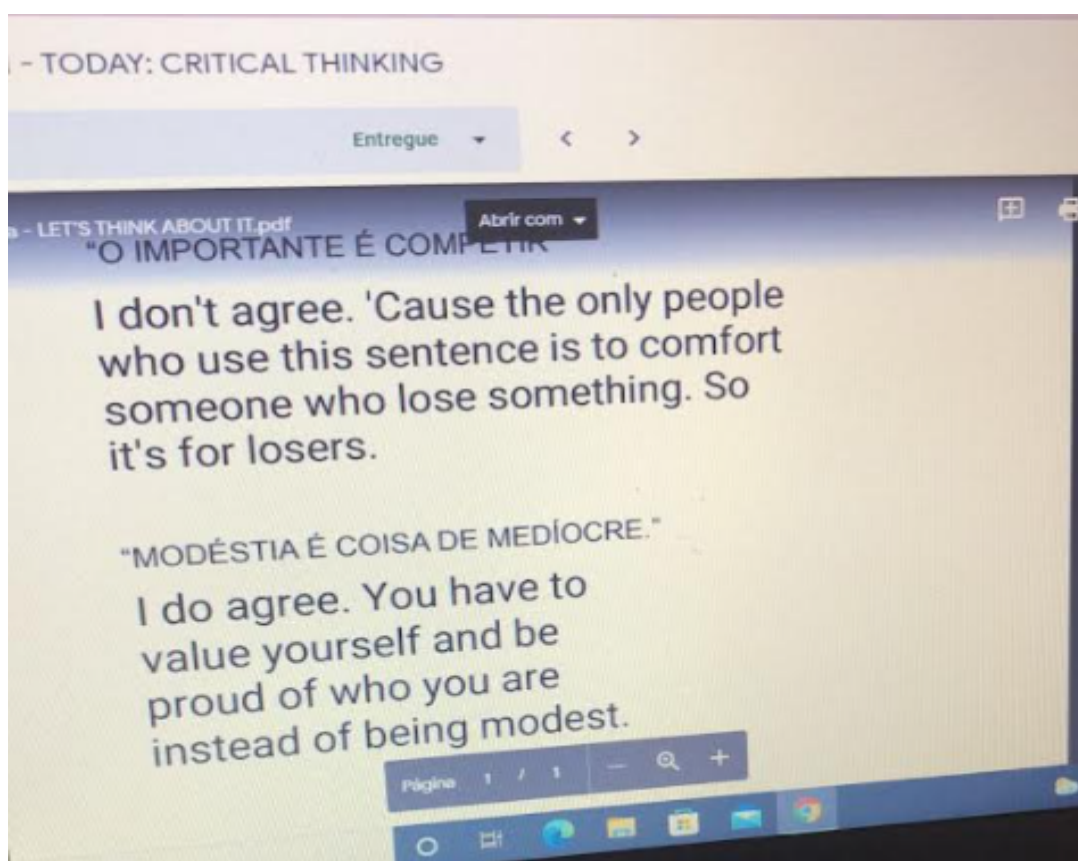 - TODAY: CRITICAL THINKING
Entregue
- LET'S THINK ABOUT IT.pdf
Abrir com
"O IMPORTANTE É COMPETIR
I don't agree. 'Cause the only people
who use this sentence is to comfort
someone who lose something. So
it's for losers.
"MODÉSTIA É COISA DE MEDÍOCRE."
I do agree. You have to
value yourself and be
proud of who you are
instead of being modest.
Página 1 / 1